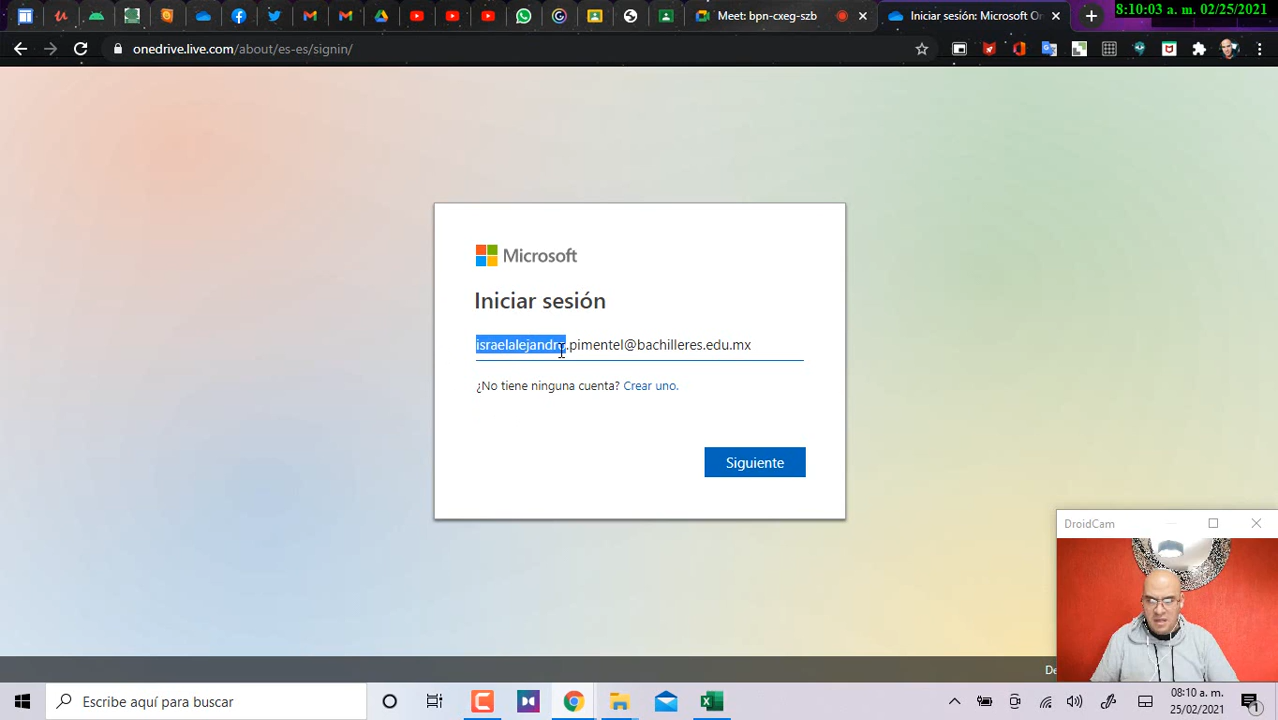 Meet: bpn-cxeg-szb
Iniciar sesión: Microsoft On
8:10:03 a. m. 02/25/2021
onedrive.live.com/about/es-es/signin/
Microsoft
Iniciar sesión
israelalejandro.pimentel@bachilleres.edu.mx
¿No tiene ninguna cuenta? Crear uno.
Siguiente
DroidCam
De
Escribe aquí para buscar
08:10 a. m.
25/02/2021